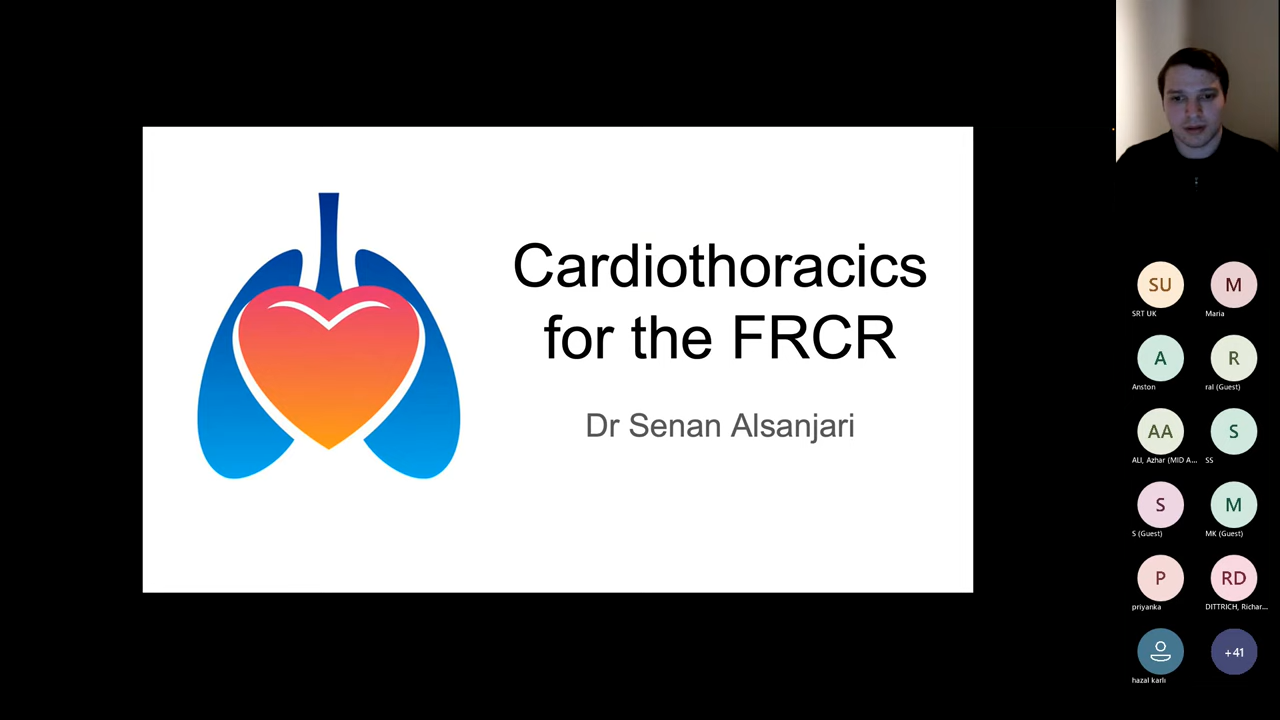 Cardiothoracics
for the FRCR
Dr Senan Alsanjari
SU
SRT UK
M
Maria
A
Anston
R
ral (Guest)
AA
ALI, Azhar (MID A...
S
SS
S
S (Guest)
M
MK (Guest)
P
priyanka
RD
DITTRICH, Richar...
hazal karlı
+41